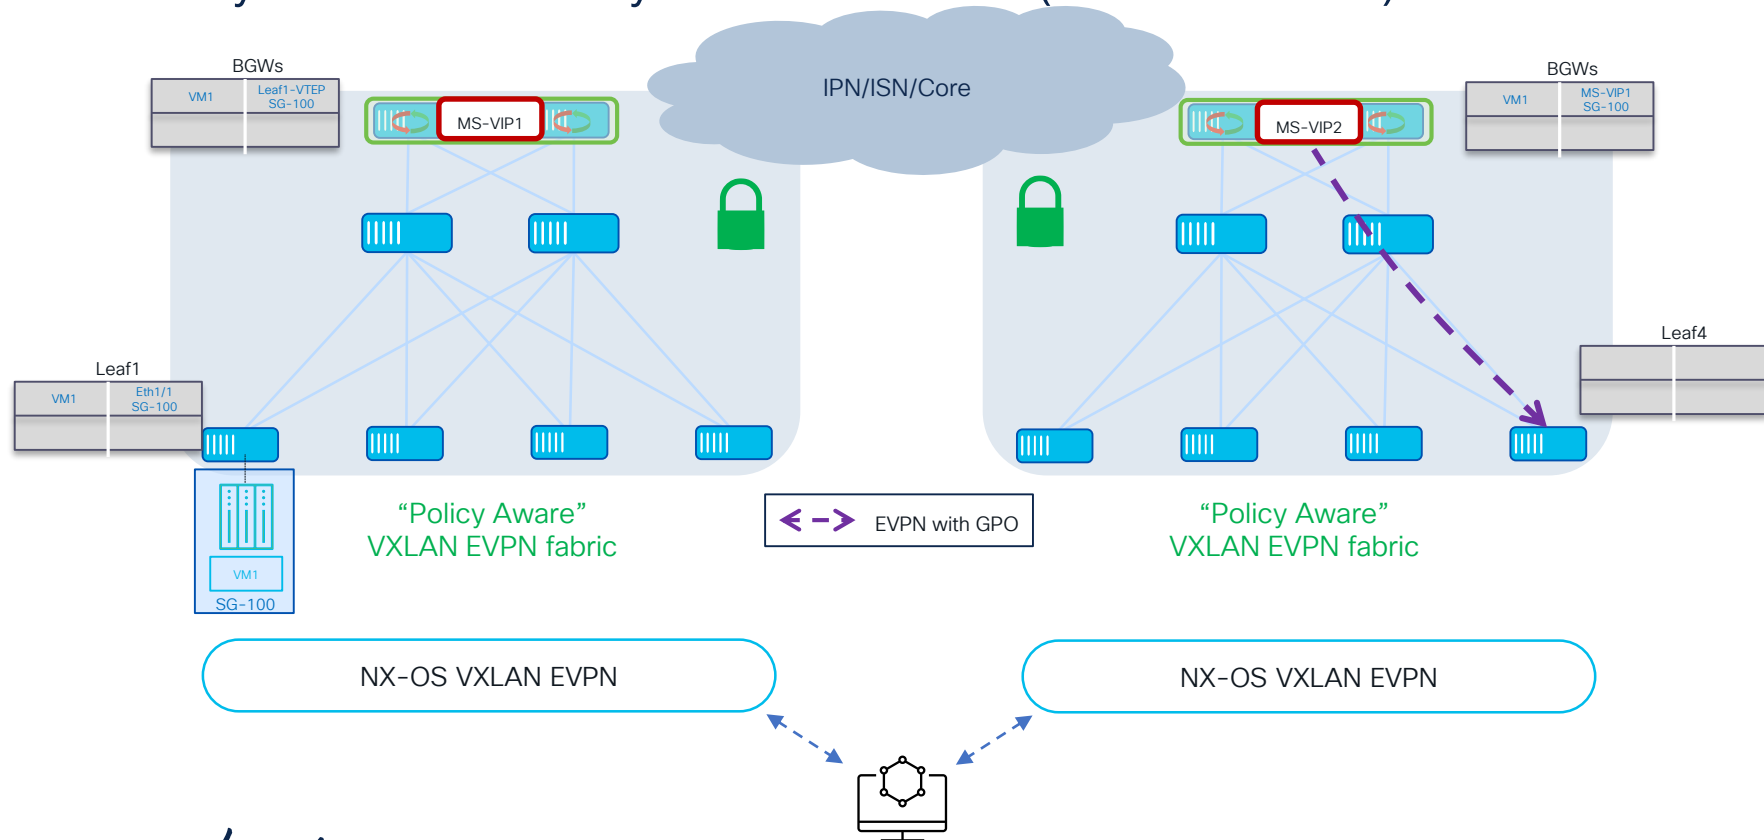 IPN/ISN/Core
BGWs
VM1
Leaf1-VTEP
SG-100
MS-VIP1
MS-VIP2
BGWs
VM1
MS-VIP1
SG-100
Leaf1
VM1
Eth1/1
SG-100
Leaf4
VM1
SG-100
“Policy Aware”
VXLAN EVPN fabric
EVPN with GPO
“Policy Aware”
VXLAN EVPN fabric
NX-OS VXLAN EVPN
NX-OS VXLAN EVPN